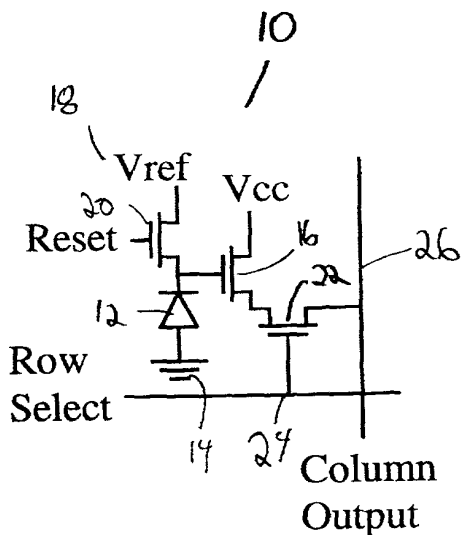 10
18
Vref
Vcc
20
Reset
16
22
26
12
Row
Select
14
24
Column
Output